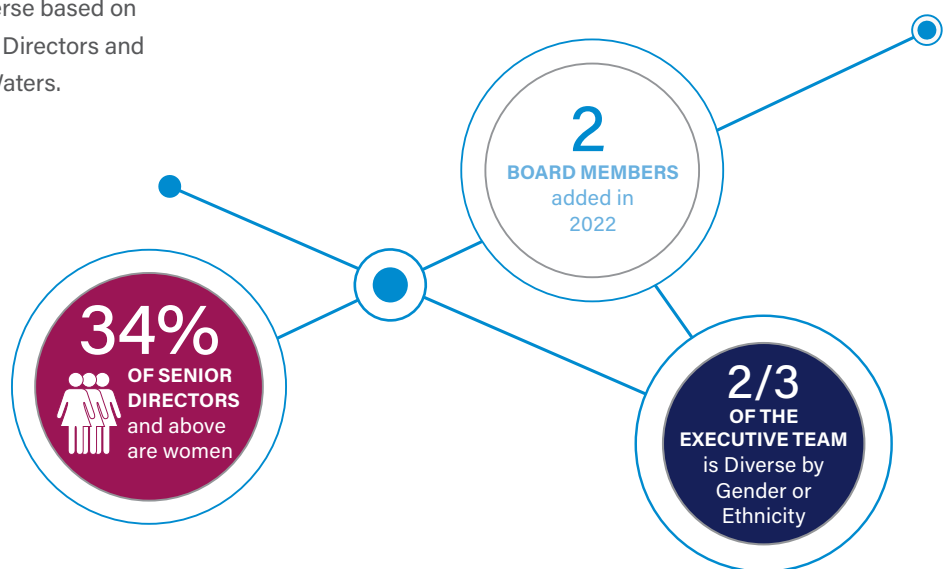 erse based on
Directors and
Waters.
2
BOARD MEMBERS
added in
2022
34%
OF SENIOR
DIRECTORS
and above
are women
2/3
OF THE
EXECUTIVE TEAM
is Diverse by
Gender or
Ethnicity